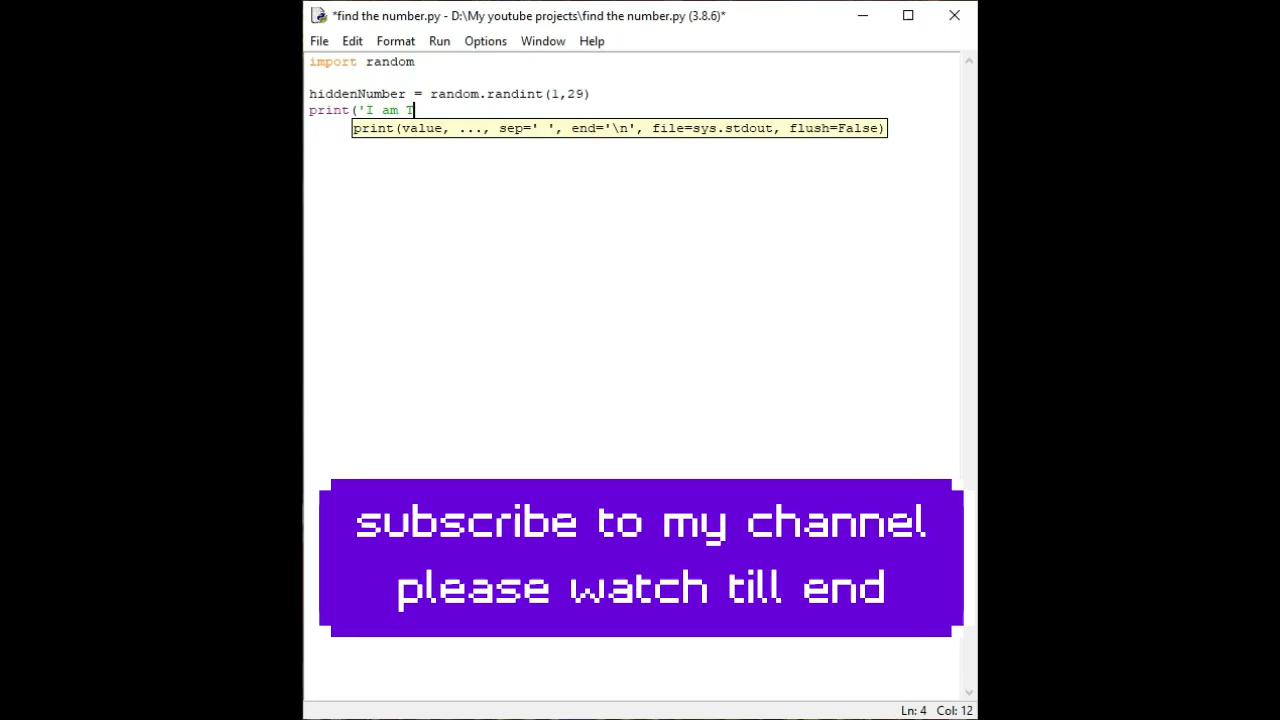 *find the number.py - D:\My youtube projects\find the number.py (3.8.6)*
File Edit Format Run Options Window Help
import random
hiddenNumber = random.randint(1,29)
print('I am T
print(value, ..., sep=' ', end='\n', file=sys.stdout, flush=False)
subscribe to my channel
please watch till end
Ln: 4 Col: 12